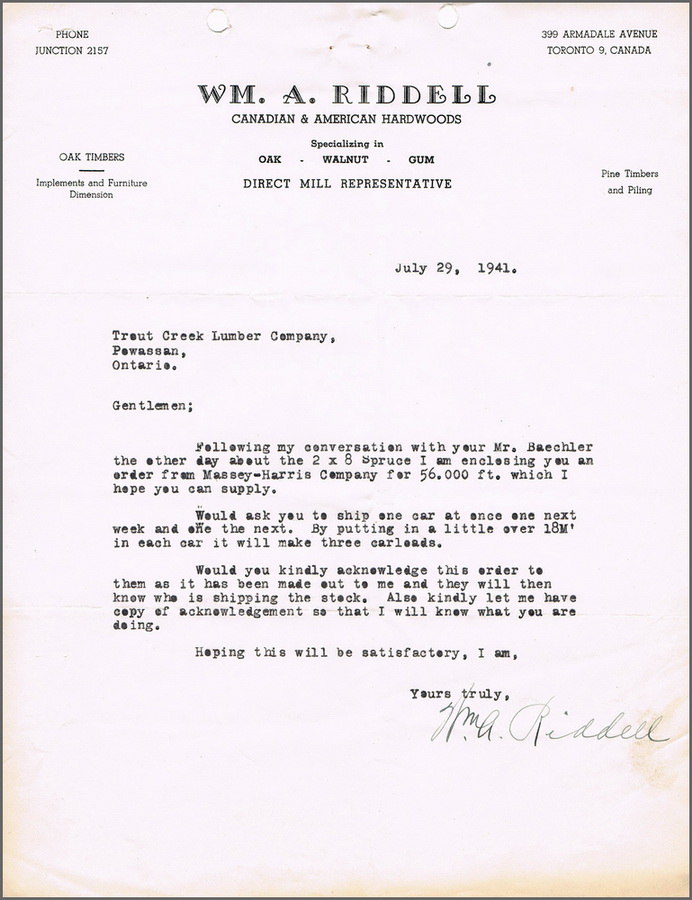 PHONE
JUNCTION 2157
399 ARMADALE AVENUE
TORONTO 9, CANADA
WM. A. RIDDELL
CANADIAN & AMERICAN HARDWOODS
Specializing in
OAK - WALNUT - GUM
DIRECT MILL REPRESENTATIVE
OAK TIMBERS
Implements and Furniture
Dimension
Pine Timbers
and Piling
July 29, 1941.
Trout Creek Lumber Company,
Powassan,
Ontario.
Gentlemen;
Following my conversation with your Mr. Baechler
the other day about the 2 x 8 Spruce I am enclosing you an
order from Massey-Harris Company for 56.000 ft. which I
hope you can supply.
Would ask you to ship one car at once one next
week and one the next. By putting in a little over 18M'
in each car it will make three carloads.
Would you kindly acknowledge this order to
them as it has been made out to me and they will then
know who is shipping the stock. Also kindly let me have
copy of acknowledgement so that I will know what you are
doing.
Hoping this will be satisfactory, I am,
Yours truly,
Wm. A. Riddell